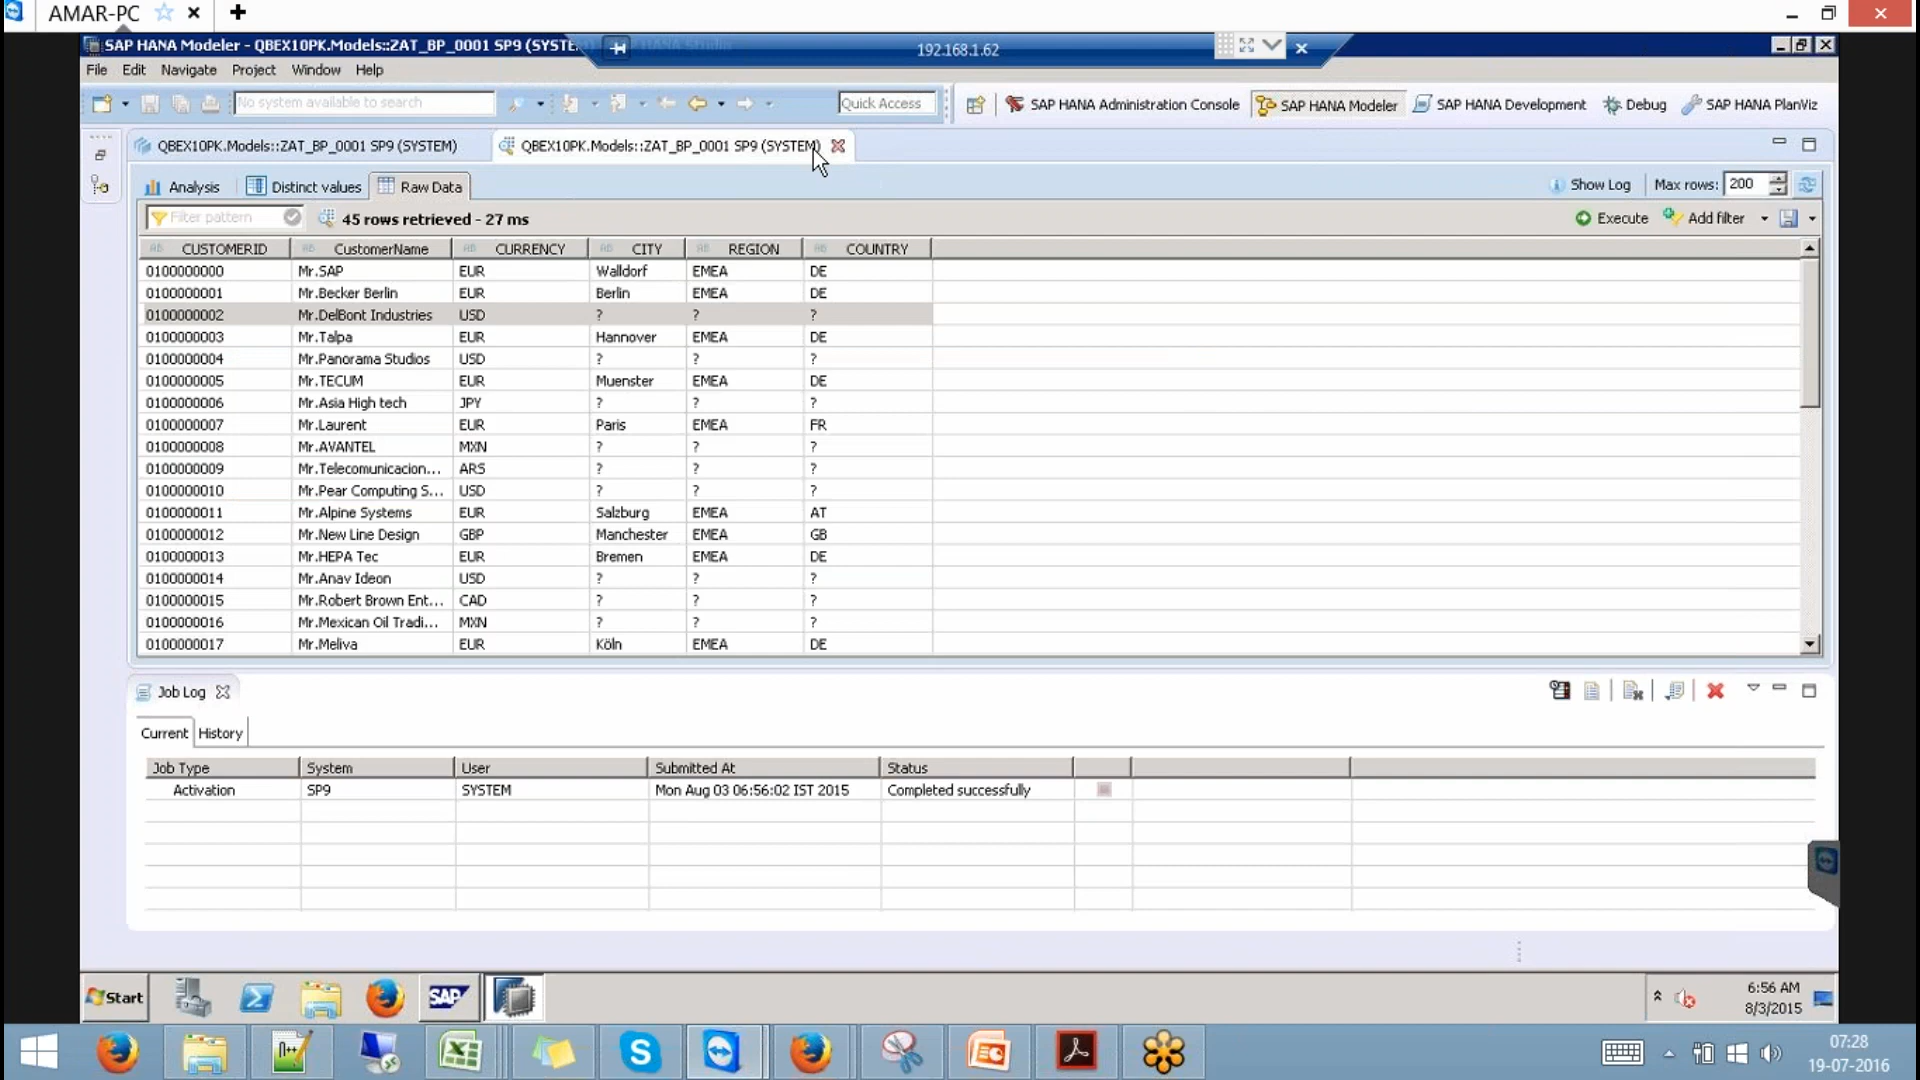 AMAR-PC
SAP HANA Modeler - QBEX10PK.Models::ZAT_BP_0001 SP9 (SYSTE
192.168.1.62
File Edit Navigate Project Window Help
No system available to search
Quick Access
SAP HANA Administration Console
SAP HANA Modeler
SAP HANA Development
Debug
SAP HANA PlanViz
QBEX10PK.Models::ZAT_BP_0001 SP9 (SYSTEM)
QBEX10PK.Models::ZAT_BP_0001 SP9 (SYSTEM)
Analysis Distinct values Raw Data
Show Log Max rows: 200
Filter pattern 45 rows retrieved - 27 ms
Execute Add filter
CUSTOMERID CustomerName CURRENCY CITY REGION COUNTRY
0100000000 Mr.SAP EUR Walldorf EMEA DE
0100000001 Mr.Becker Berlin EUR Berlin EMEA DE
0100000002 Mr.DelBont Industries USD ? ? ?
0100000003 Mr.Talpa EUR Hannover EMEA DE
0100000004 Mr.Panorama Studios USD ? ? ?
0100000005 Mr.TECUM EUR Muenster EMEA DE
0100000006 Mr.Asia High tech JPY ? ? ?
0100000007 Mr.Laurent EUR Paris EMEA FR
0100000008 Mr.AVANTEL MXN ? ? ?
0100000009 Mr.Telecomunicacion... ARS ? ? ?
0100000010 Mr.Pear Computing S... USD ? ? ?
0100000011 Mr.Alpine Systems EUR Salzburg EMEA AT
0100000012 Mr.New Line Design GBP Manchester EMEA GB
0100000013 Mr.HEPA Tec EUR Bremen EMEA DE
0100000014 Mr.Anav Ideon USD ? ? ?
0100000015 Mr.Robert Brown Ent... CAD ? ? ?
0100000016 Mr.Mexican Oil Tradi... MXN ? ? ?
0100000017 Mr.Meliva EUR Köln EMEA DE
Job Log
Current History
Job Type System User Submitted At Status
Activation SP9 SYSTEM Mon Aug 03 06:56:02 IST 2015 Completed successfully
Start
SAP
6:56 AM
8/3/2015
07:28
19-07-2016